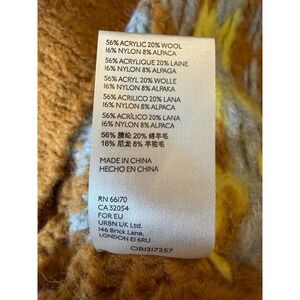 56% ACRYLIC 20% WOOL
16% NYLON 8% ALPACA
56% ACRYLIQUE 20% LAINE
16% NYLON 8% ALPAGA
56% ACRYL 20% WOLLE
16% NYLON 8% ALPAKA
56% ACRILICO 20% LANA
16% NYLON 8% ALPACA
56% ACRÍLICO 20% LANA
16% NYLON 8% ALPACA
56% 腈纶 20% 绵羊毛
16% 尼龙 8% 羊驼毛
MADE IN CHINA
HECHO EN CHINA
RN 66170
CA 32054
FOR EU
URBN UK Ltd.
146 Brick Lane,
LONDON E1 6RU
OB1217257